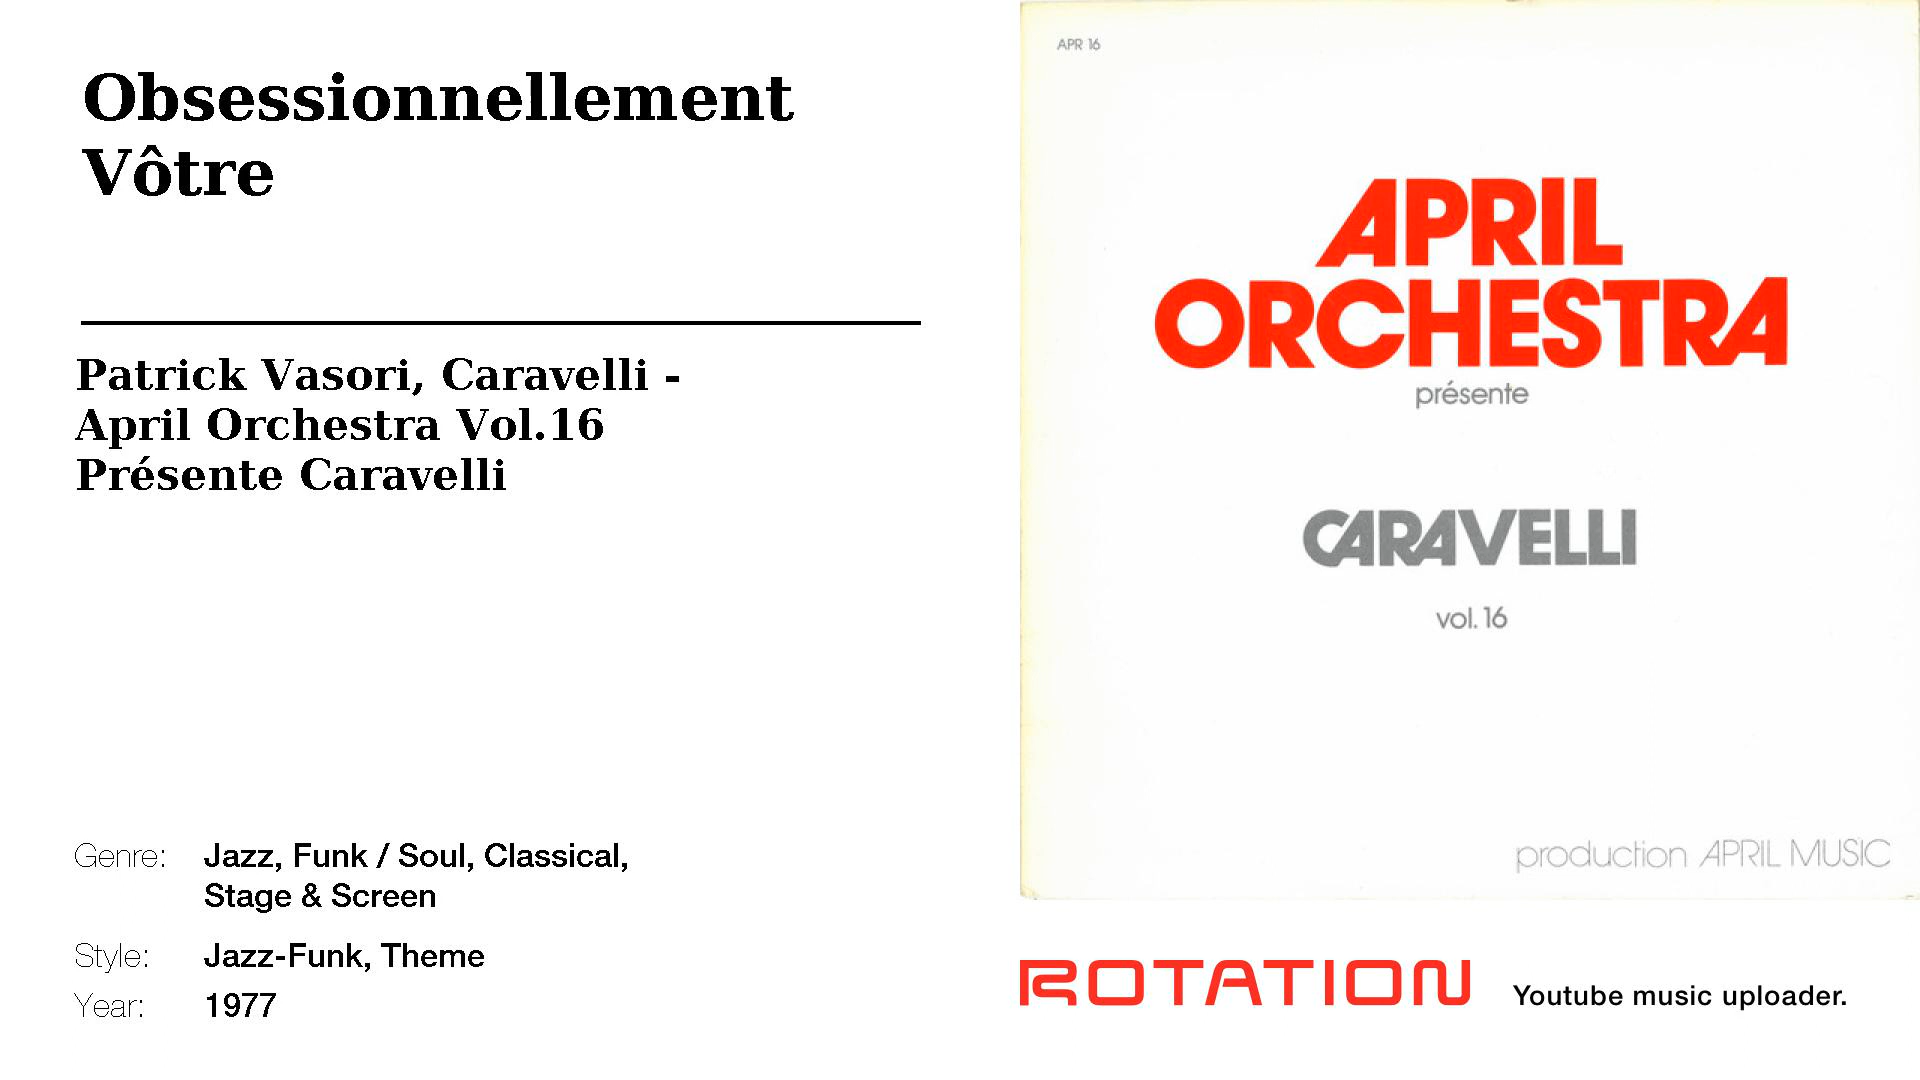 Obsessionnellement
Vôtre
Patrick Vasori, Caravelli -
April Orchestra Vol.16
Présente Caravelli
Genre: Jazz, Funk / Soul, Classical,
Stage & Screen
Style: Jazz-Funk, Theme
Year: 1977
APR 16
APRIL
ORCHESTRA
présente
CARAVELLI
vol. 16
production APRIL MUSIC
ROTATION
Youtube music uploader.